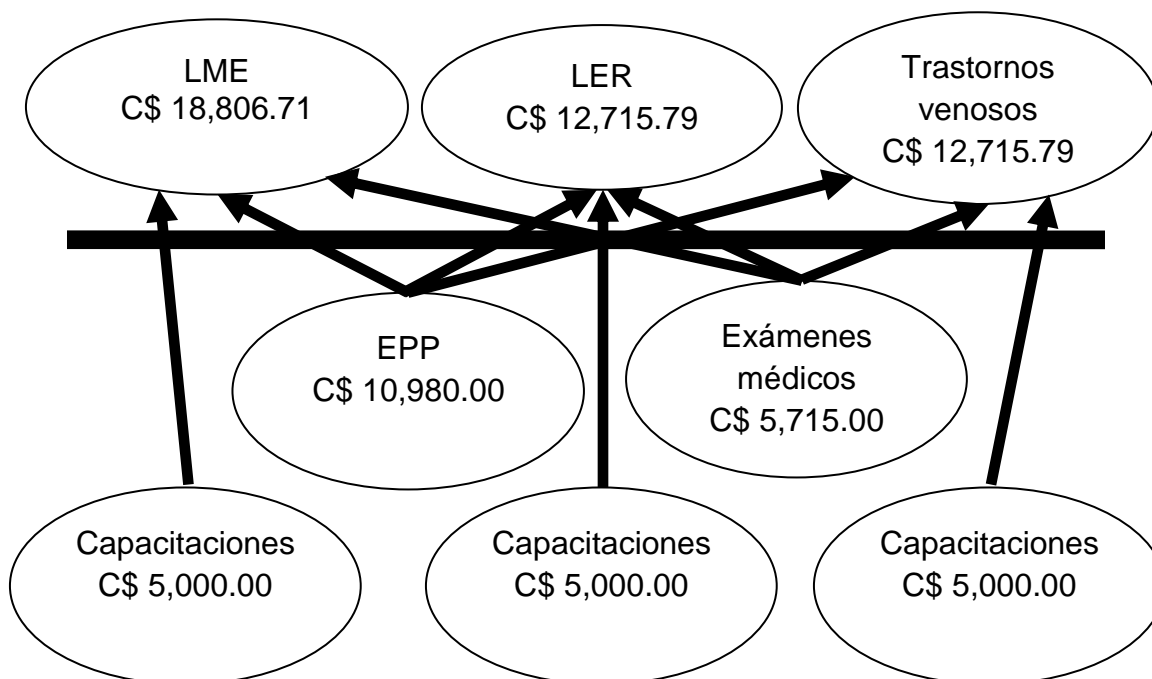 LME
C$ 18,806.71
LER
C$ 12,715.79
Trastornos
venosos
C$ 12,715.79
EPP
C$ 10,980.00
Exámenes
médicos
C$ 5,715.00
Capacitaciones
C$ 5,000.00
Capacitaciones
C$ 5,000.00
Capacitaciones
C$ 5,000.00